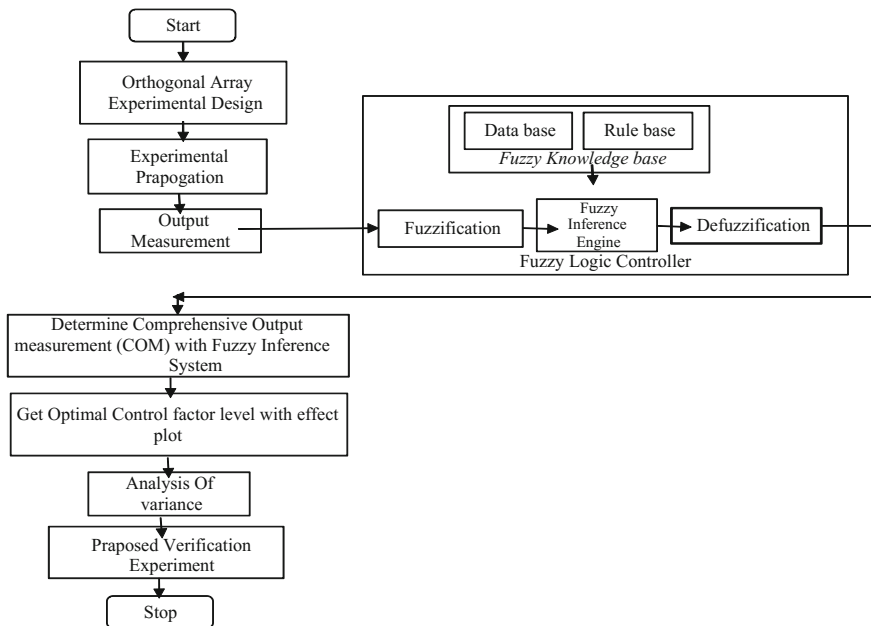 Start
Orthogonal Array
Experimental Design
Experimental
Prapogation
Output
Measurement
Data base
Rule base
Fuzzy Knowledge base
Fuzzification
Fuzzy
Inference
Engine
Defuzzification
Fuzzy Logic Controller
Determine Comprehensive Output
measurement (COM) with Fuzzy Inference
System
Get Optimal Control factor level with effect
plot
Analysis Of
variance
Praposed Verification
Experiment
Stop